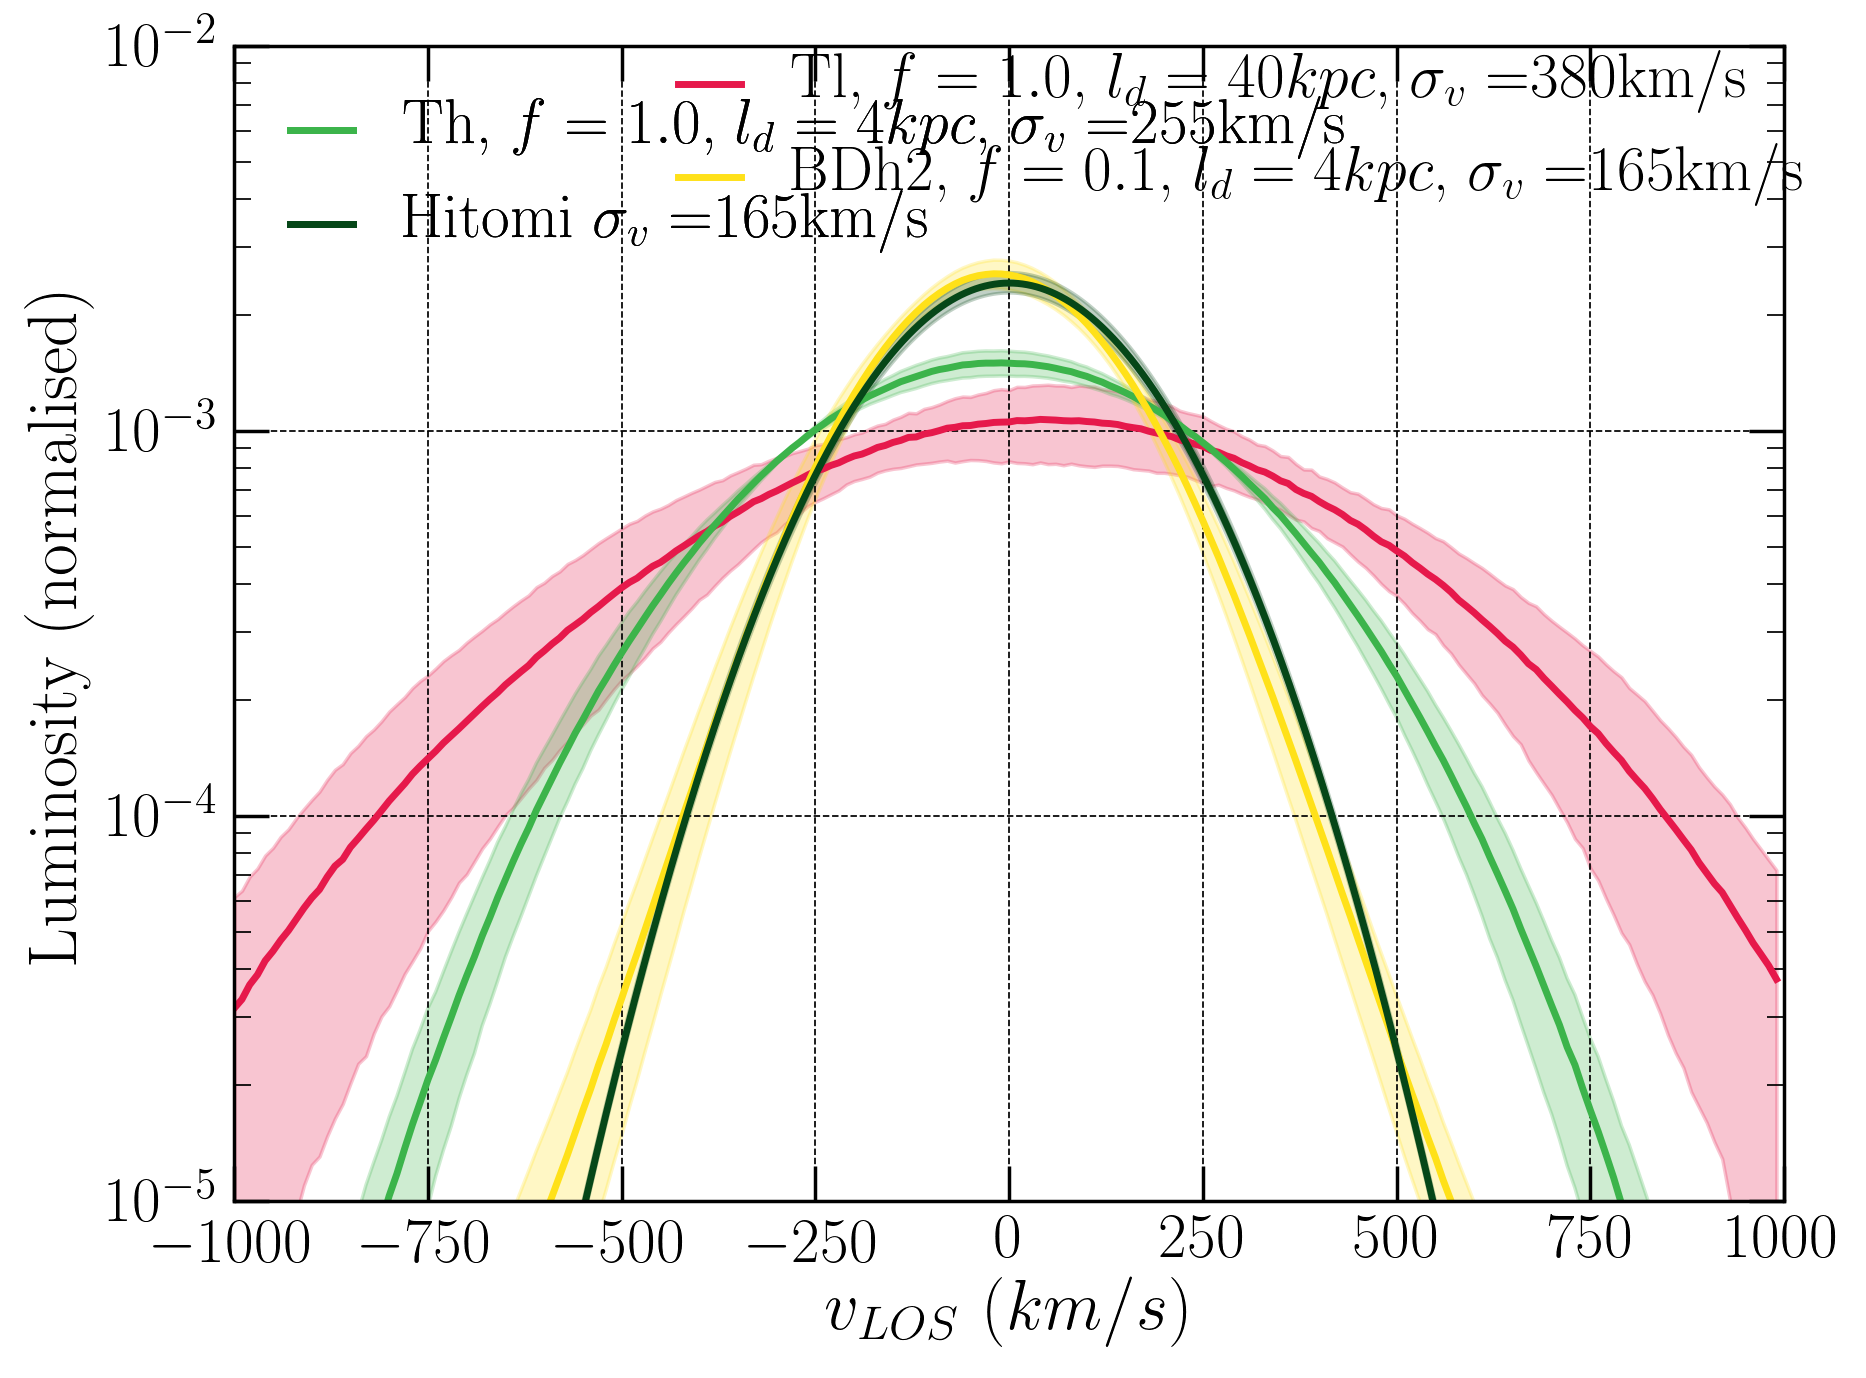 Tl, f = 1.0, l_d = 40kpc, σ_v =380km/s
Th, f = 1.0, l_d = 4kpc, σ_v =255km/s
BDh2, f = 0.1, l_d = 4kpc, σ_v =165km/s
Hitomi σ_v =165km/s
Luminosity (normalised)
10^{-2}
10^{-3}
10^{-4}
10^{-5}
−1000 −750 −500 −250 0 250 500 750 1000
v_{LOS} (km/s)